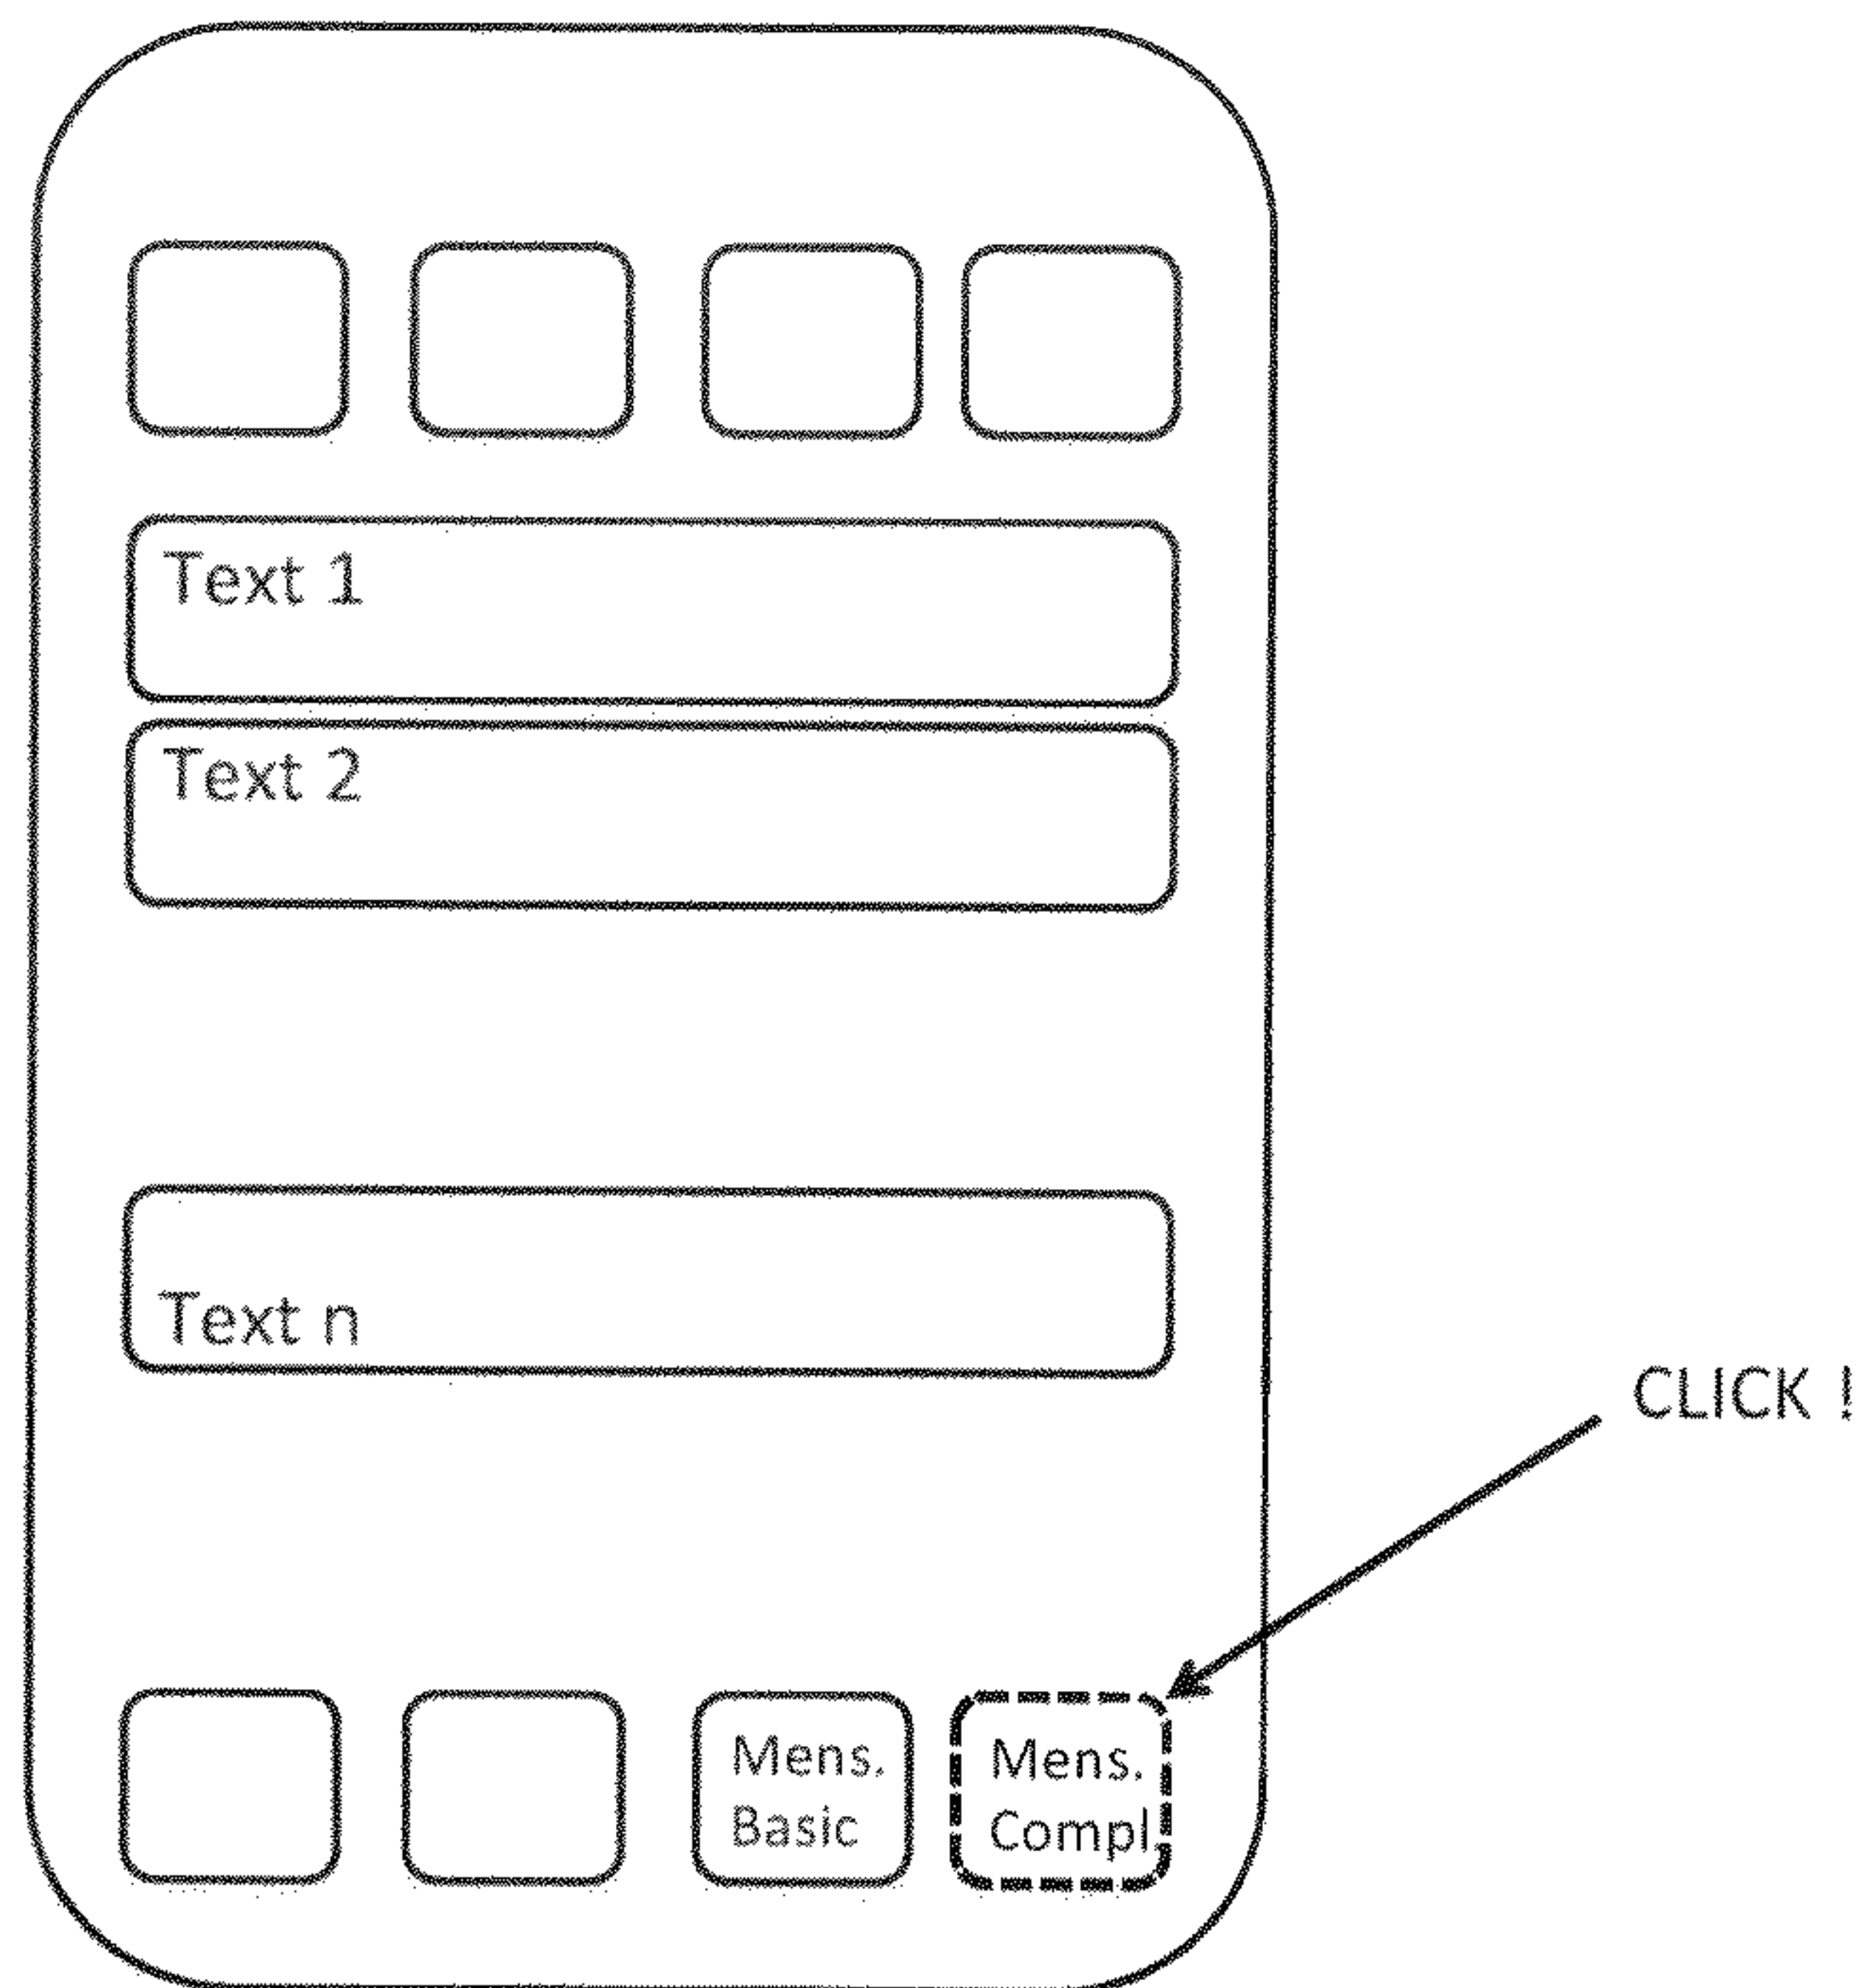 Text 1
Text 2
Text n
CLICK !
Mens.
Basic
Mens.
Compl.